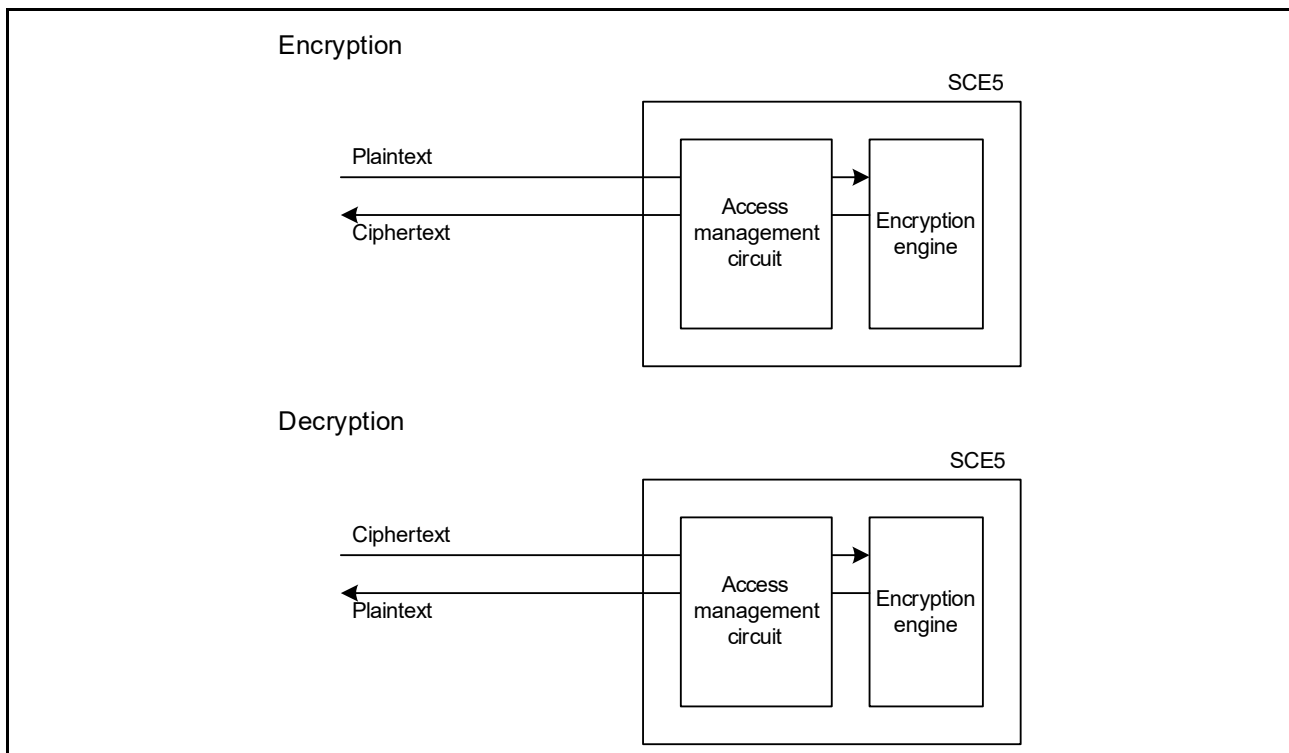 Encryption
SCE5
Plaintext
Ciphertext
Access
management
circuit
Encryption
engine
Decryption
SCE5
Ciphertext
Plaintext
Access
management
circuit
Encryption
engine